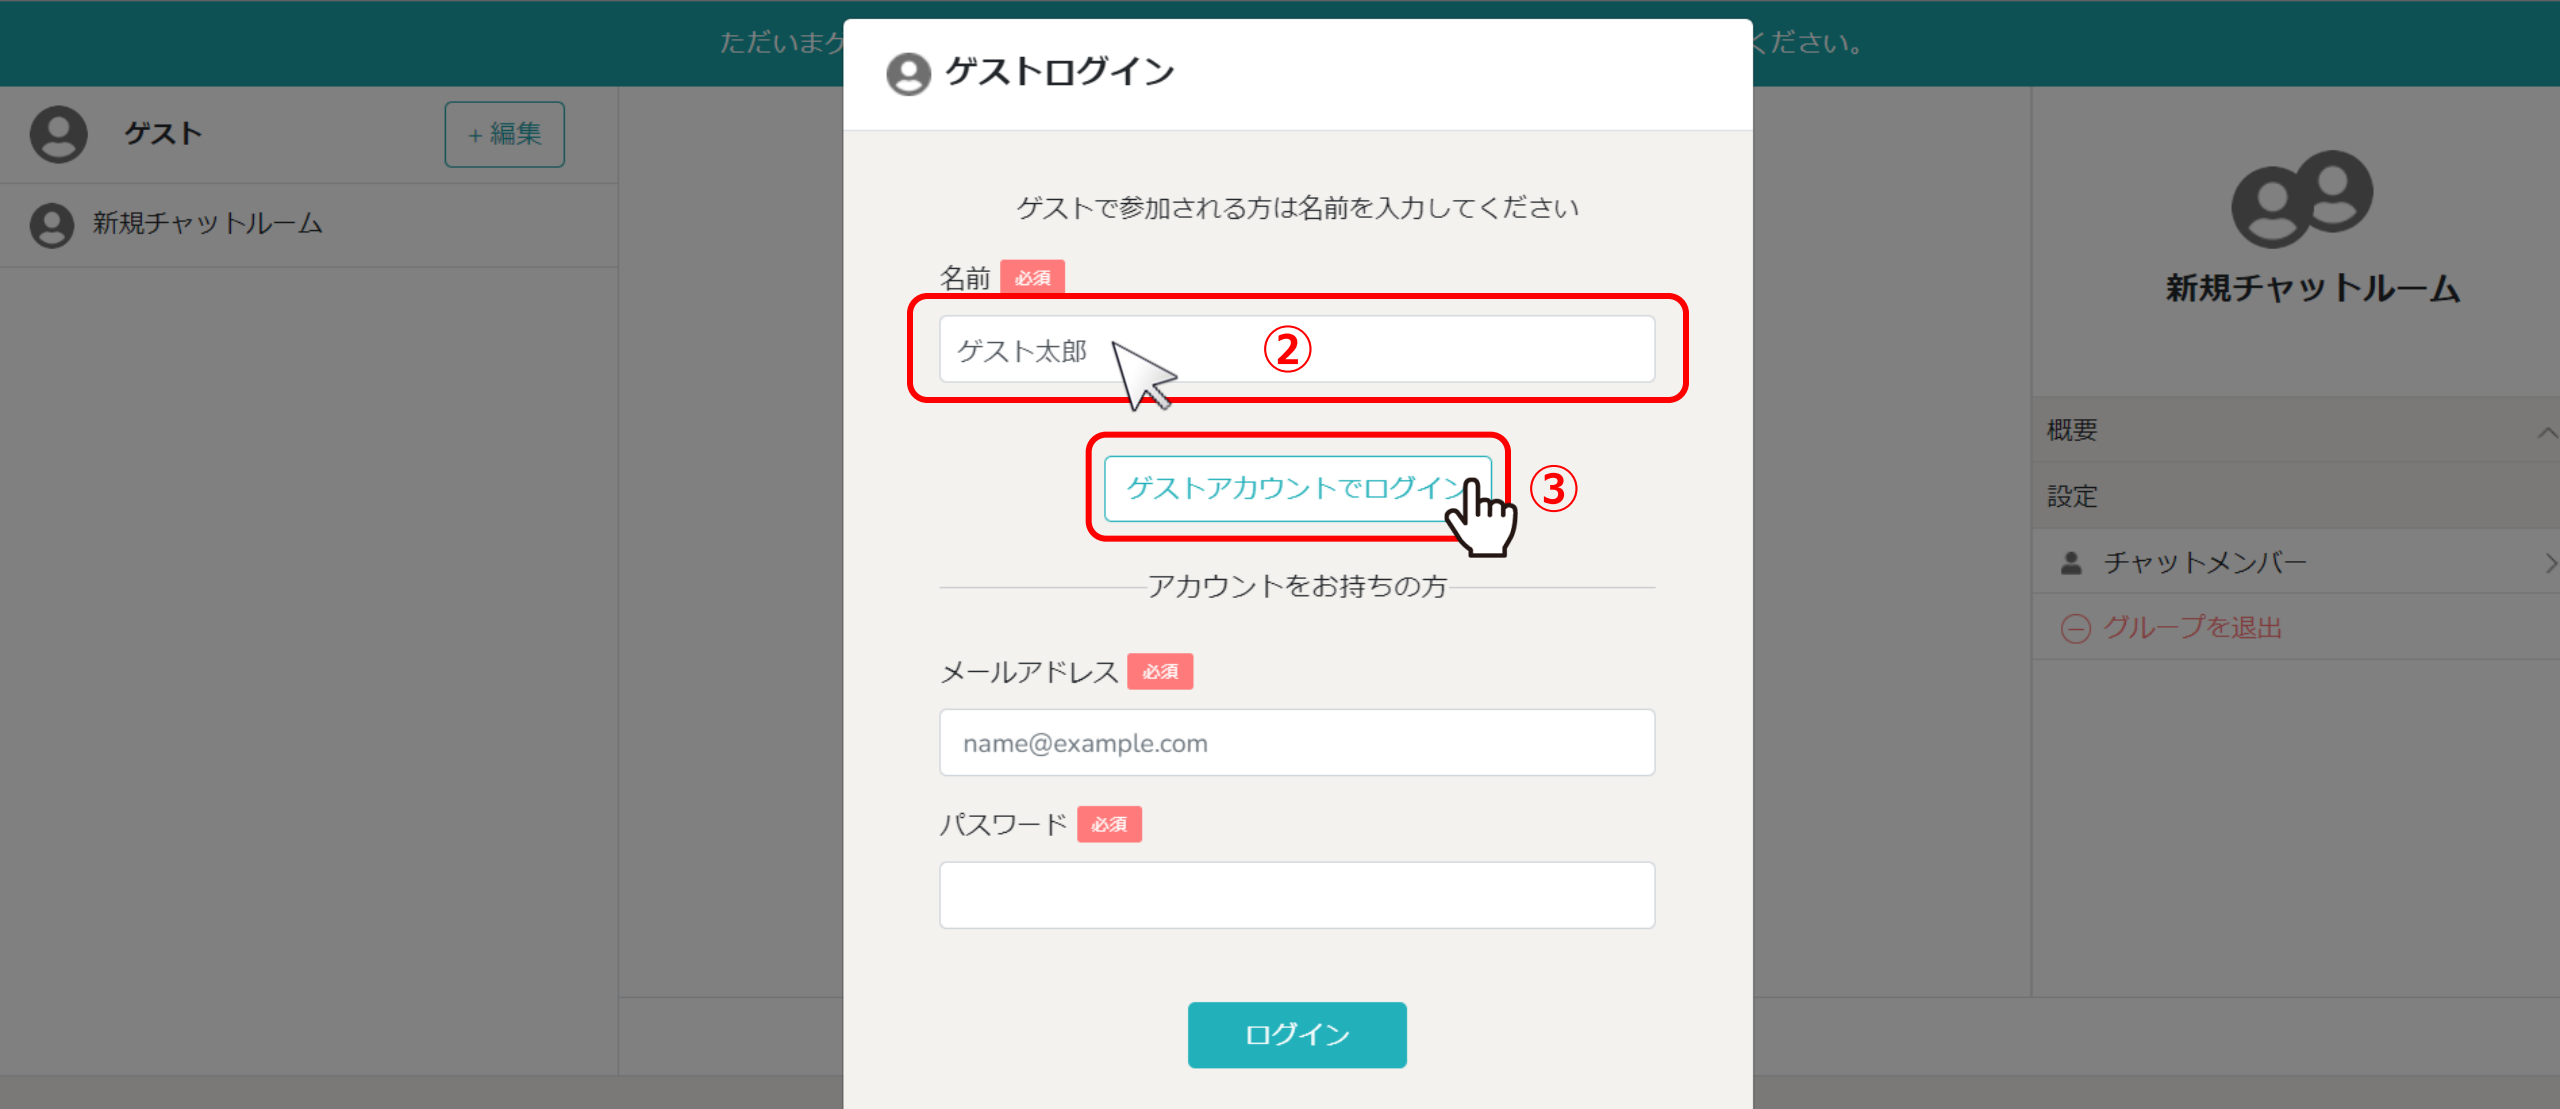 ただいまゲ
ください。
ゲスト
+ 編集
新規チャットルーム
ゲストログイン
ゲストで参加される方は名前を入力してください
名前 必須
ゲスト太郎
②
ゲストアカウントでログイン
③
アカウントをお持ちの方
メールアドレス 必須
name@example.com
パスワード 必須
ログイン
新規チャットルーム
概要
設定
チャットメンバー
グループを退出